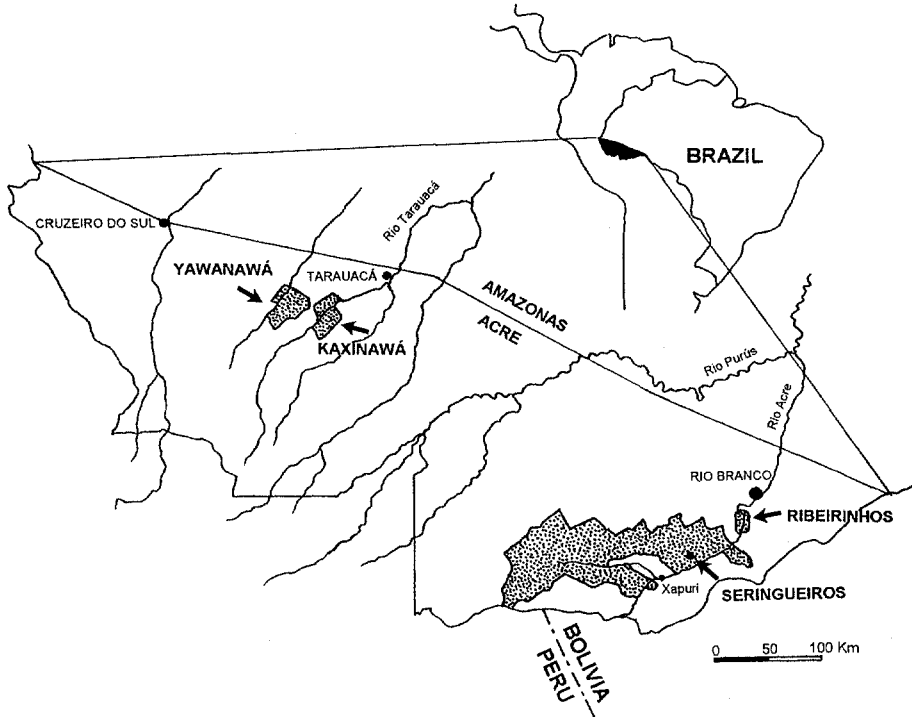 BRAZIL
CRUZEIRO DO SUL
Rio Tarauacá
YAWANAWÁ
TARAUACÁ
KAXINAWÁ
AMAZONAS
ACRE
Rio Purús
Rio Acre
RIO BRANCO
RIBEIRINHOS
Xapuri
SERINGUEIROS
BOLIVIA
PERU
0 50 100 Km